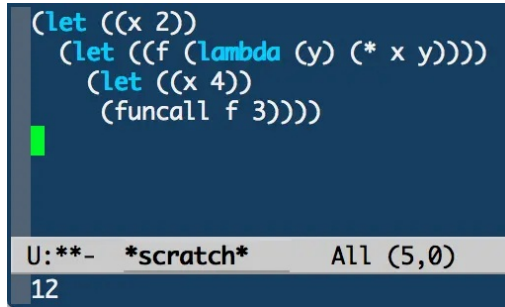 (let ((x 2))
  (let ((f (lambda (y) (* x y))))
    (let ((x 4))
     (funcall f 3))))
U:**-  *scratch*      All (5,0)
12